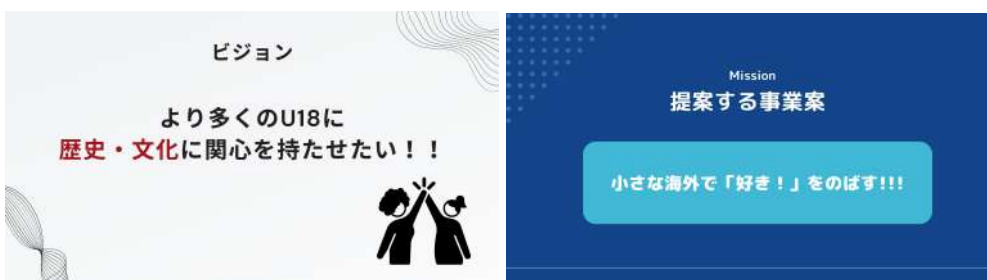 ビジョン
より多くのU18に
歴史・文化に関心を持たせたい！！
Mission
提案する事業案
小さな海外で「好き！」をのばす!!!